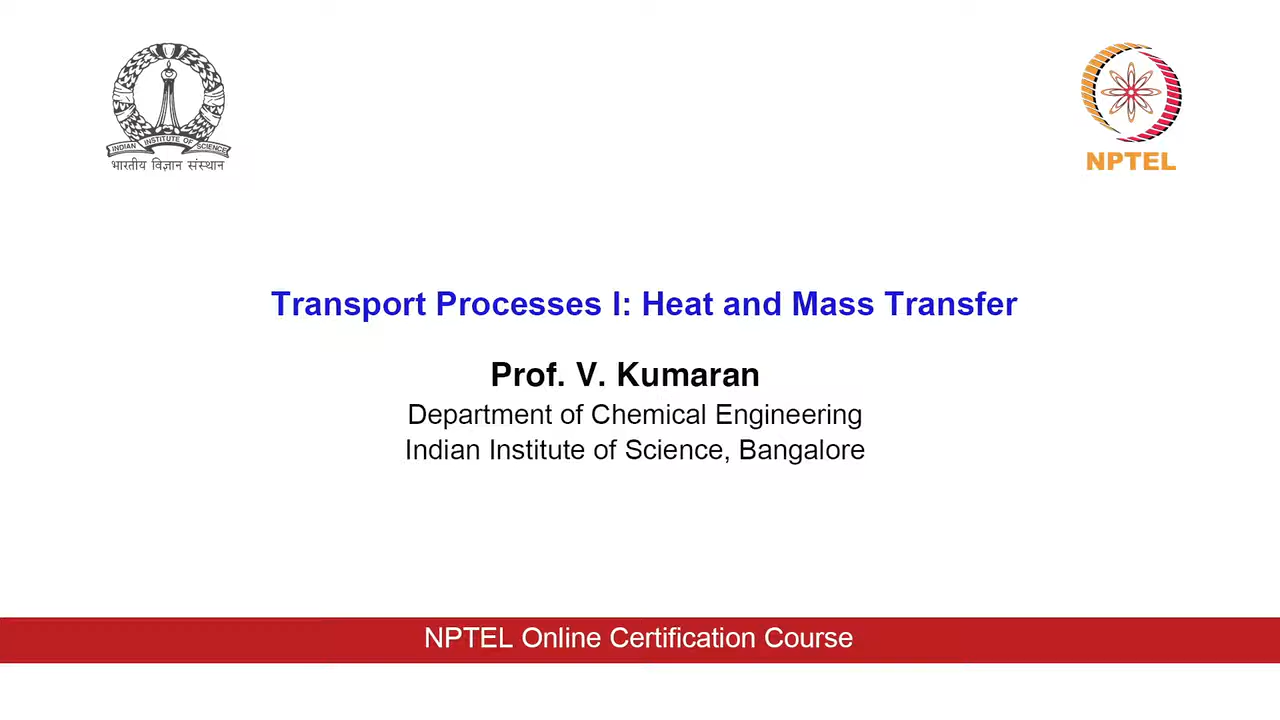 INDIAN INSTITUTE OF SCIENCE
भारतीय विज्ञान संस्थान
NPTEL
Transport Processes I: Heat and Mass Transfer
Prof. V. Kumaran
Department of Chemical Engineering
Indian Institute of Science, Bangalore
NPTEL Online Certification Course